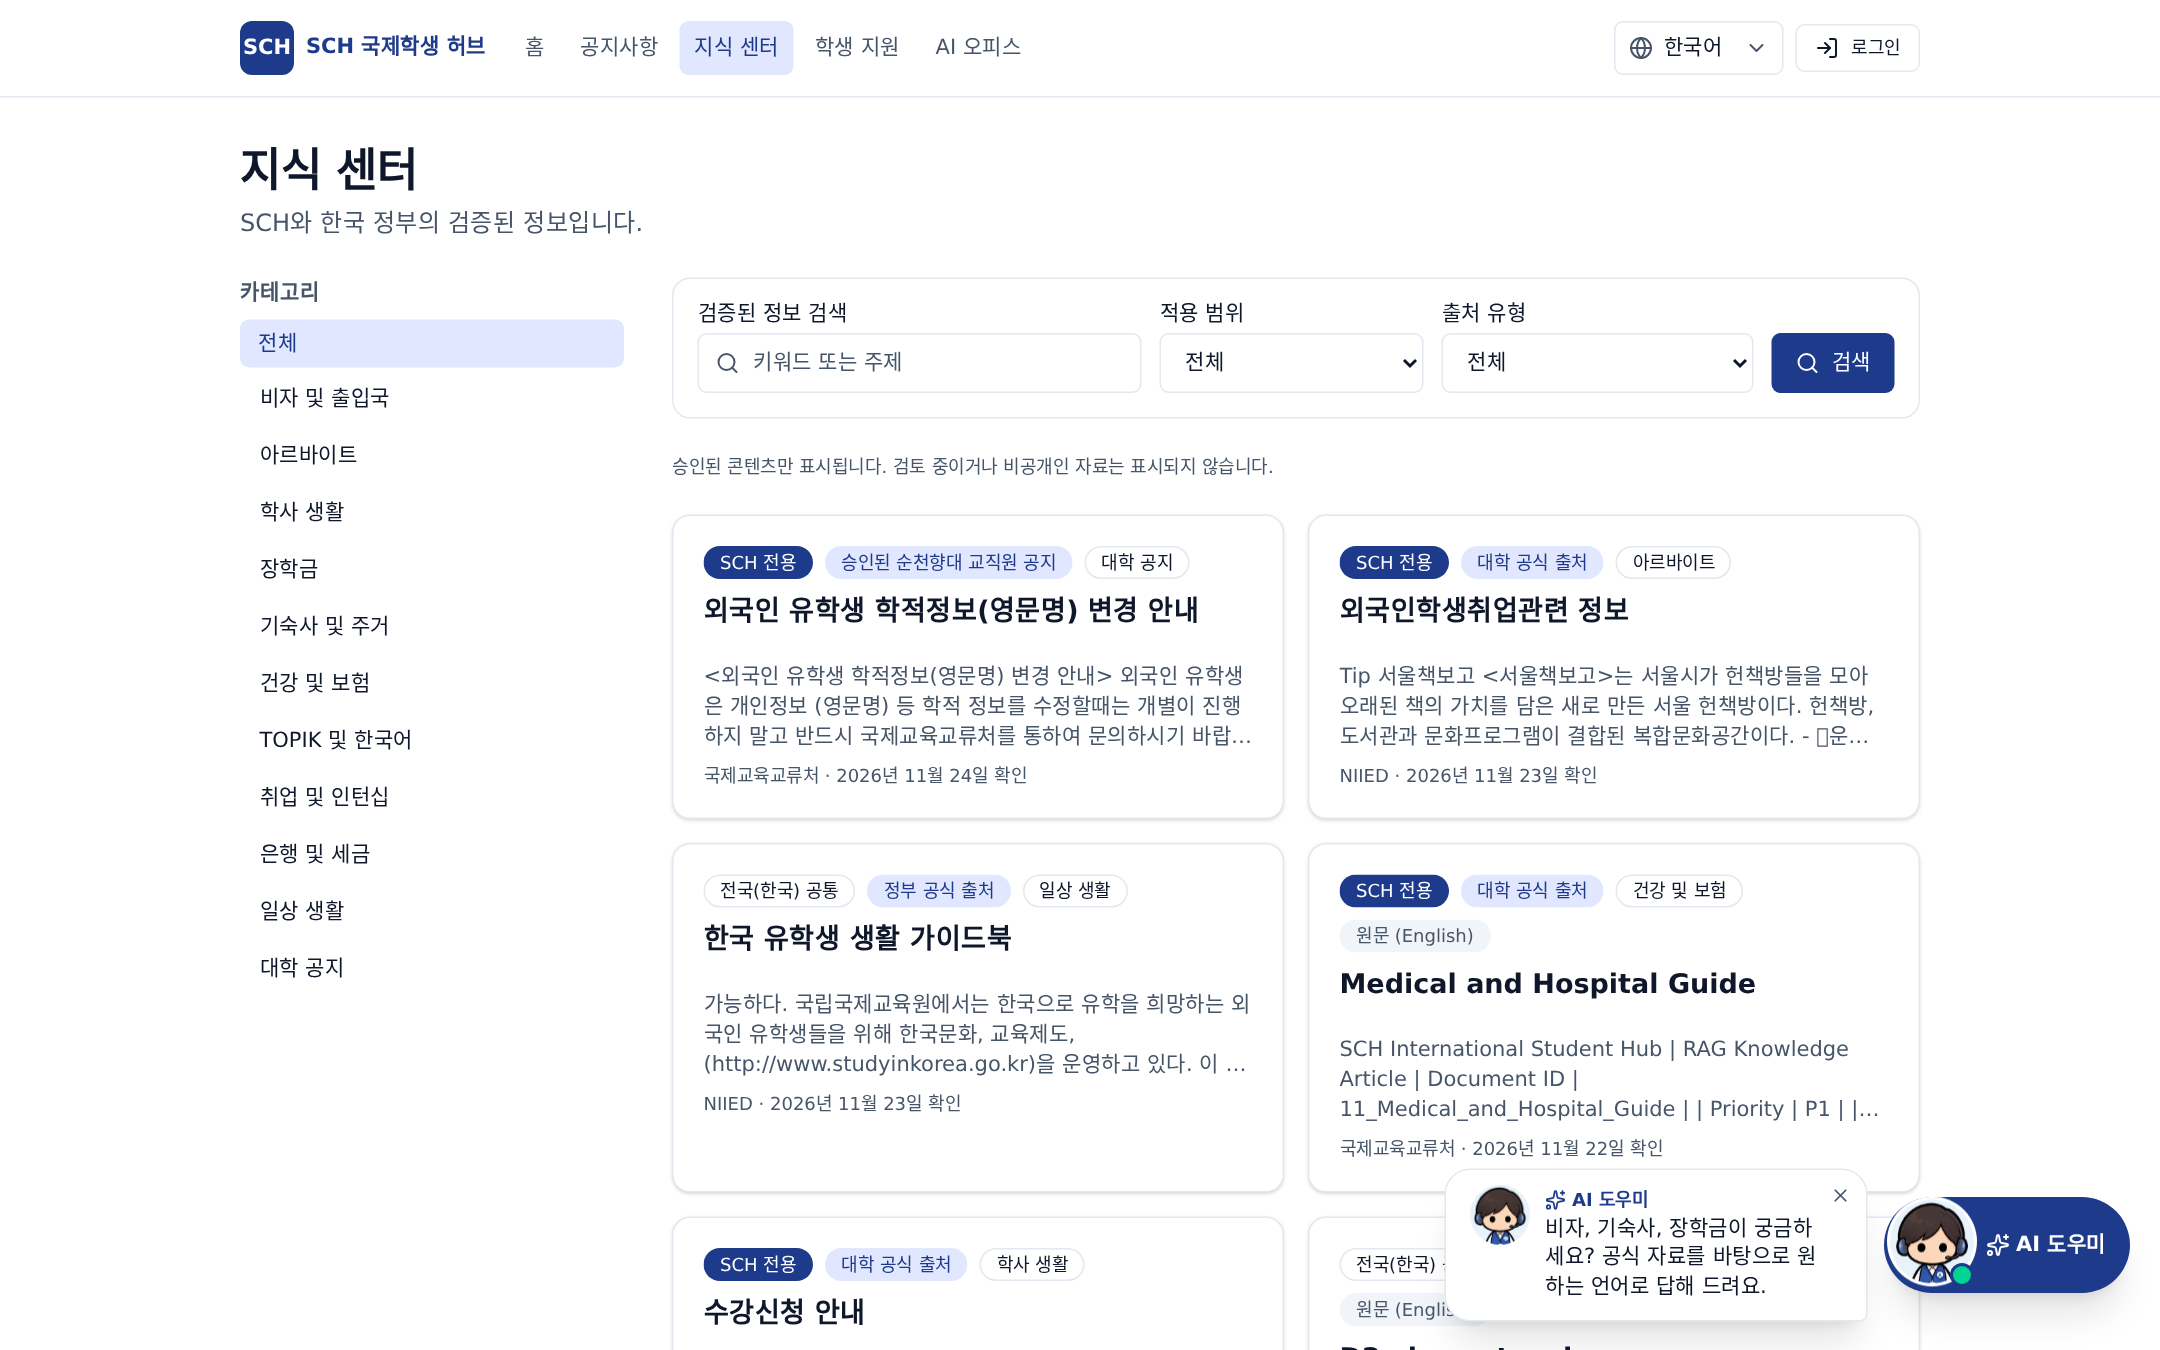 SCH SCH 국제학생 허브 홈 공지사항 지식 센터 학생 지원 AI 오피스 한국어 로그인
지식 센터
SCH와 한국 정부의 검증된 정보입니다.
카테고리
전체
비자 및 출입국
아르바이트
학사 생활
장학금
기숙사 및 주거
건강 및 보험
TOPIK 및 한국어
취업 및 인턴십
은행 및 세금
일상 생활
대학 공지
검증된 정보 검색 적용 범위 출처 유형
키워드 또는 주제 전체 전체 검색
승인된 콘텐츠만 표시됩니다. 검토 중이거나 비공개인 자료는 표시되지 않습니다.
SCH 전용 승인된 순천향대 교직원 공지 대학 공지
외국인 유학생 학적정보(영문명) 변경 안내
<외국인 유학생 학적정보(영문명) 변경 안내> 외국인 유학생
은 개인정보 (영문명) 등 학적 정보를 수정할때는 개별이 진행
하지 말고 반드시 국제교육교류처를 통하여 문의하시기 바랍…
국제교육교류처 · 2026년 11월 24일 확인
SCH 전용 대학 공식 출처 아르바이트
외국인학생취업관련 정보
Tip 서울책보고 <서울책보고>는 서울시가 헌책방들을 모아
오래된 책의 가치를 담은 새로 만든 서울 헌책방이다. 헌책방,
도서관과 문화프로그램이 결합된 복합문화공간이다. - 운…
NIIED · 2026년 11월 23일 확인
전국(한국) 공통 정부 공식 출처 일상 생활
한국 유학생 생활 가이드북
가능하다. 국립국제교육원에서는 한국으로 유학을 희망하는 외
국인 유학생들을 위해 한국문화, 교육제도,
(http://www.studyinkorea.go.kr)을 운영하고 있다. 이 …
NIIED · 2026년 11월 23일 확인
SCH 전용 대학 공식 출처 건강 및 보험
원문 (English)
Medical and Hospital Guide
SCH International Student Hub | RAG Knowledge
Article | Document ID |
11_Medical_and_Hospital_Guide | | Priority | P1 | |…
국제교육교류처 · 2026년 11월 22일 확인
SCH 전용 대학 공식 출처 학사 생활
수강신청 안내
전국(한국)
원문 (Englis
AI 도우미
비자, 기숙사, 장학금이 궁금하
세요? 공식 자료를 바탕으로 원
하는 언어로 답해 드려요.
AI 도우미